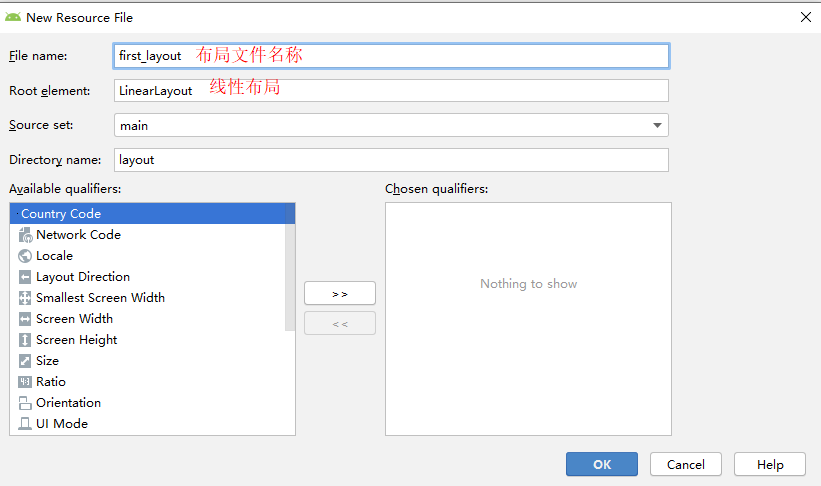 New Resource File
File name: first_layout 布局文件名称
Root element: LinearLayout 线性布局
Source set: main
Directory name: layout
Available qualifiers: Chosen qualifiers:
Country Code
Network Code
Locale
Layout Direction
Smallest Screen Width
Screen Width
Screen Height
Size
Ratio
Orientation
UI Mode
>>
<<
Nothing to show
OK Cancel Help